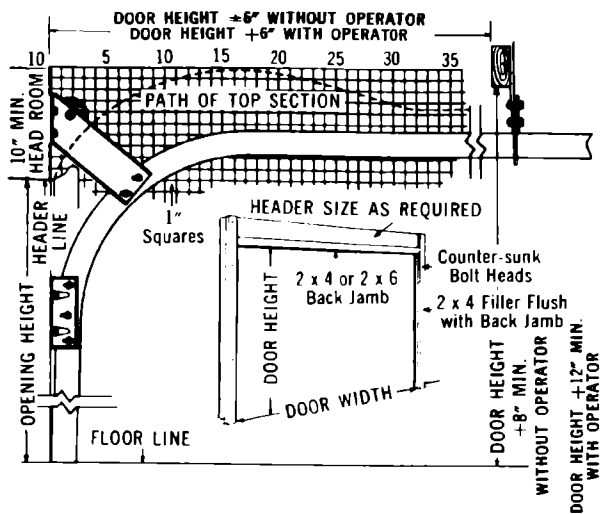 DOOR HEIGHT ±6" WITHOUT OPERATOR
DOOR HEIGHT +6" WITH OPERATOR
10 5 10 15 20 25 30 35
10" MIN.
HEAD ROOM
PATH OF TOP SECTION
HEADER
LINE
1"
Squares
HEADER SIZE AS REQUIRED
2 x 4 or 2 x 6
Back Jamb
Counter-sunk
Bolt Heads
2 x 4 Filler Flush
with Back Jamb
OPENING HEIGHT
DOOR HEIGHT
DOOR WIDTH
FLOOR LINE
DOOR HEIGHT
+8" MIN.
WITHOUT OPERATOR
DOOR HEIGHT +12" MIN.
WITH OPERATOR